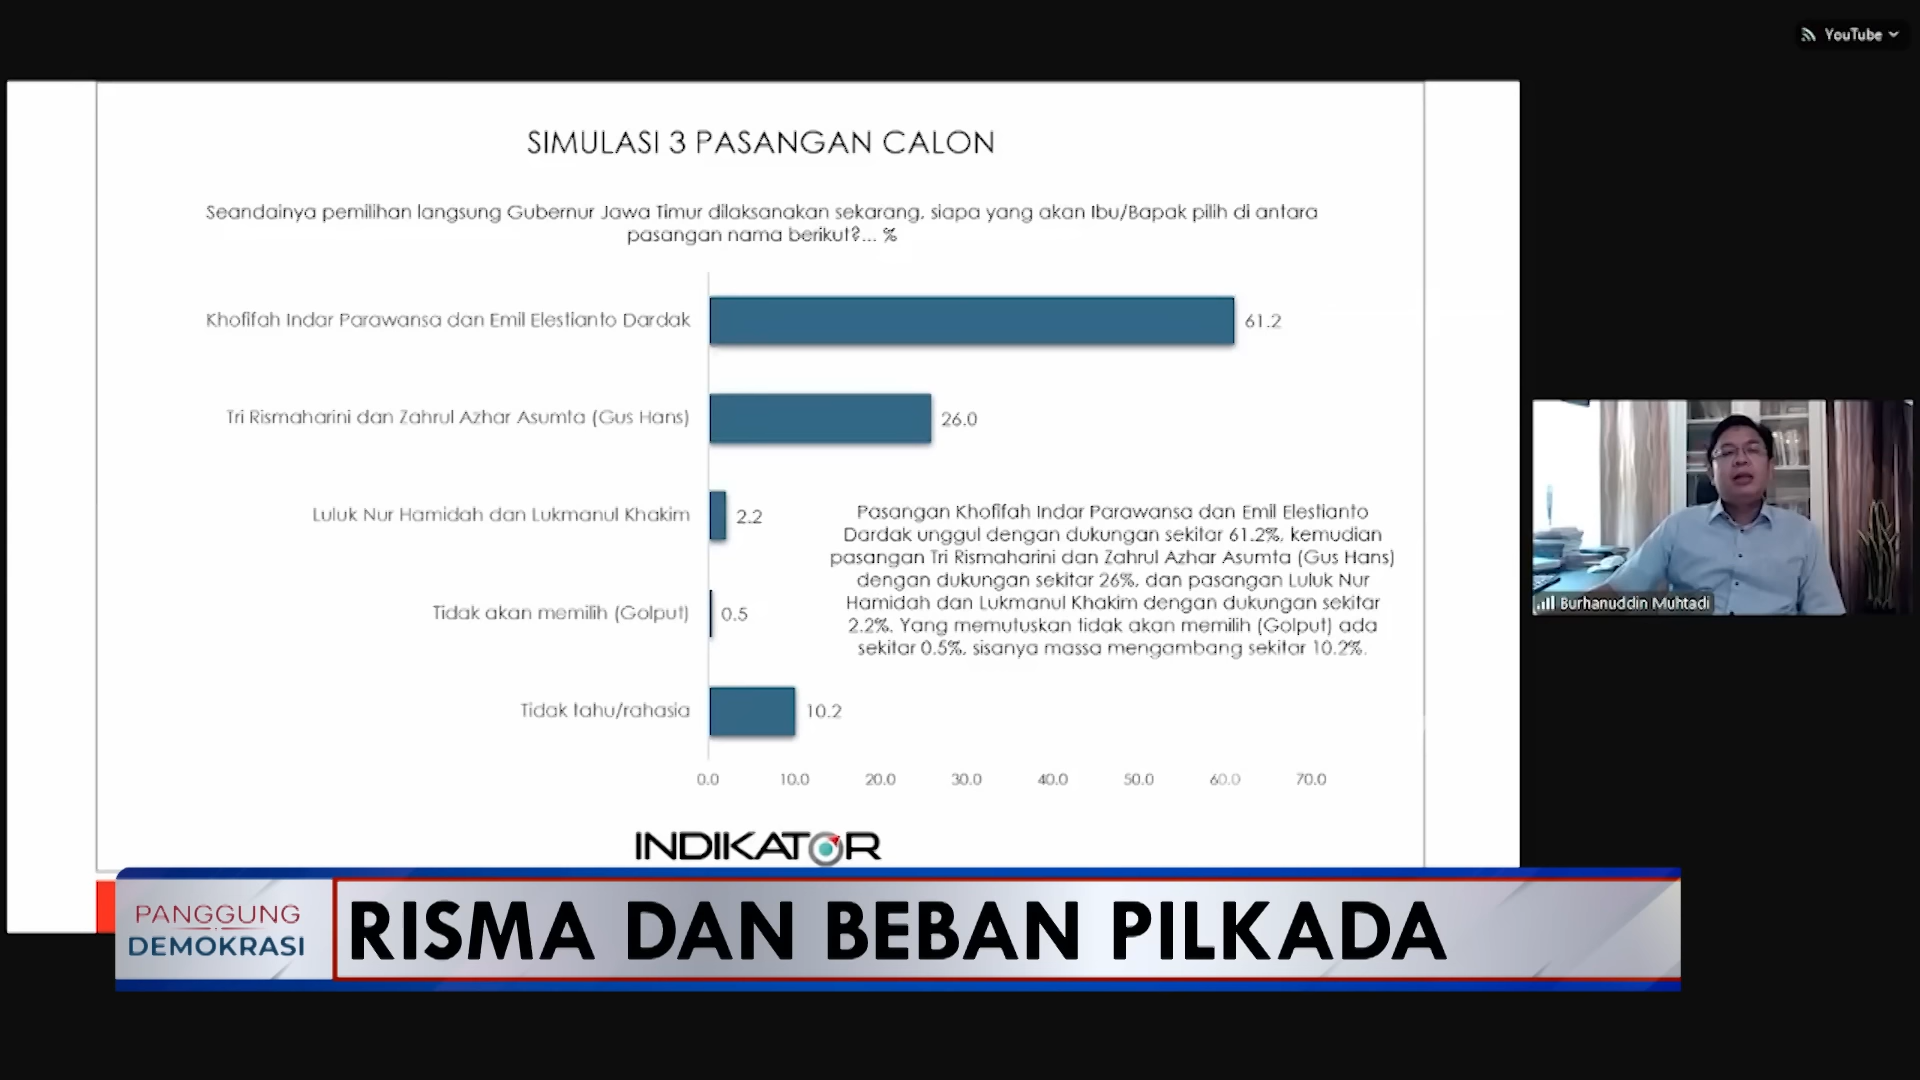 YouTube
SIMULASI 3 PASANGAN CALON
Seandainya pemilihan langsung Gubernur Jawa Timur dilaksanakan sekarang, siapa yang akan Ibu/Bapak pilih di antara
pasangan nama berikut?... %
Khofifah Indar Parawansa dan Emil Elestianto Dardak
61.2
Tri Rismaharini dan Zahrul Azhar Asumta (Gus Hans)
26.0
Luluk Nur Hamidah dan Lukmanul Khakim
2.2
Tidak akan memilih (Golput)
0.5
Tidak tahu/rahasia
10.2
Pasangan Khofifah Indar Parawansa dan Emil Elestianto
Dardak unggul dengan dukungan sekitar 61.2%, kemudian
pasangan Tri Rismaharini dan Zahrul Azhar Asumta (Gus Hans)
dengan dukungan sekitar 26%, dan pasangan Luluk Nur
Hamidah dan Lukmanul Khakim dengan dukungan sekitar
2.2%. Yang memutuskan tidak akan memilih (Golput) ada
sekitar 0.5%, sisanya massa mengambang sekitar 10.2%.
0.0 10.0 20.0 30.0 40.0 50.0 60.0 70.0
INDIKATOR
Burhanuddin Muhtadi
PANGGUNG
DEMOKRASI
RISMA DAN BEBAN PILKADA